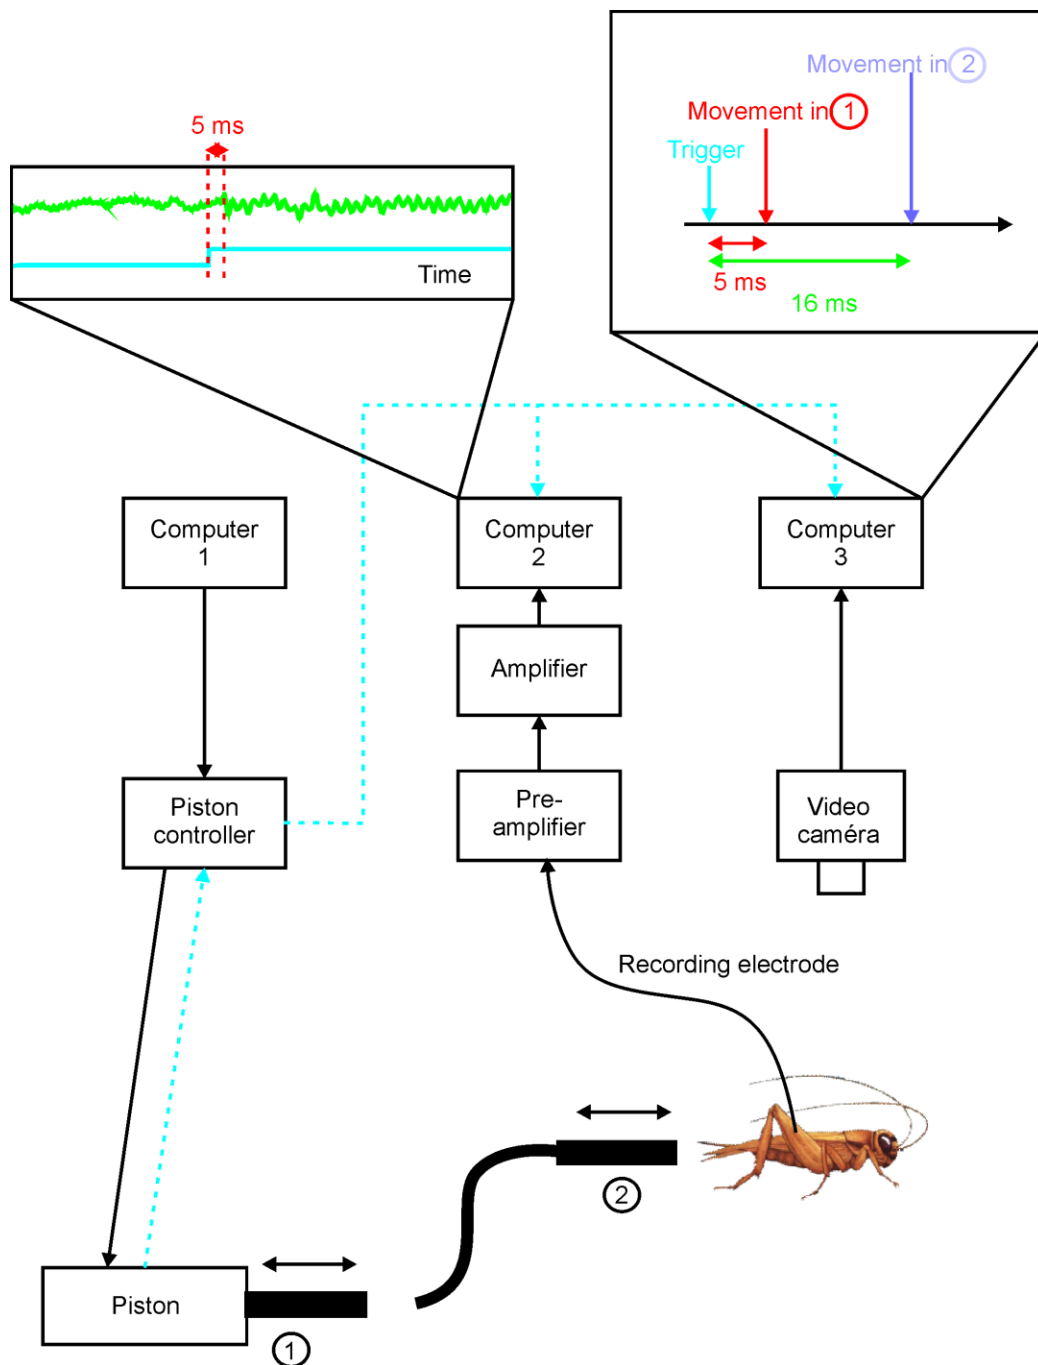 Movement in 2
5 ms
Movement in 1
Trigger
Time
5 ms
16 ms
Computer
1
Computer
2
Computer
3
Amplifier
Piston
controller
Pre-
amplifier
Video
caméra
Recording electrode
2
Piston
1